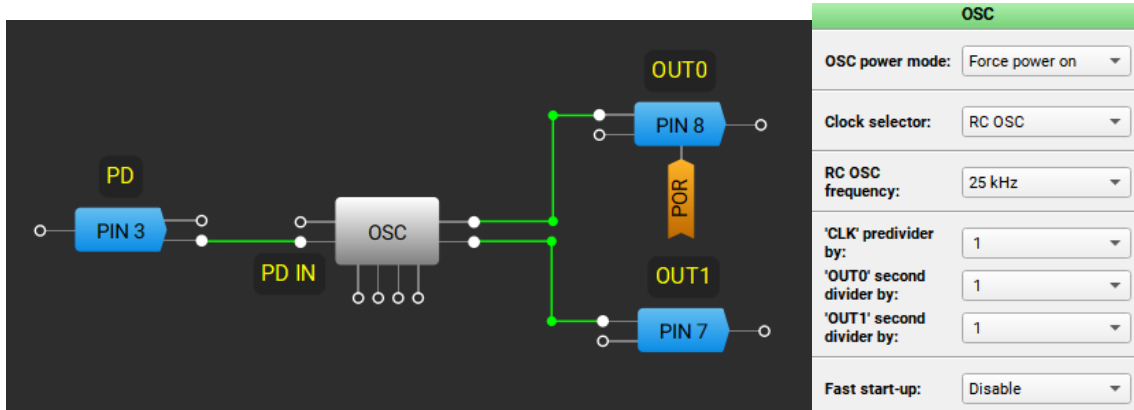 PD
PIN 3
PD IN
OSC
OUT0
PIN 8
POR
OUT1
PIN 7
OSC
OSC power mode: Force power on
Clock selector: RC OSC
RC OSC
frequency: 25 kHz
'CLK' predivider
by: 1
'OUT0' second
divider by: 1
'OUT1' second
divider by: 1
Fast start-up: Disable